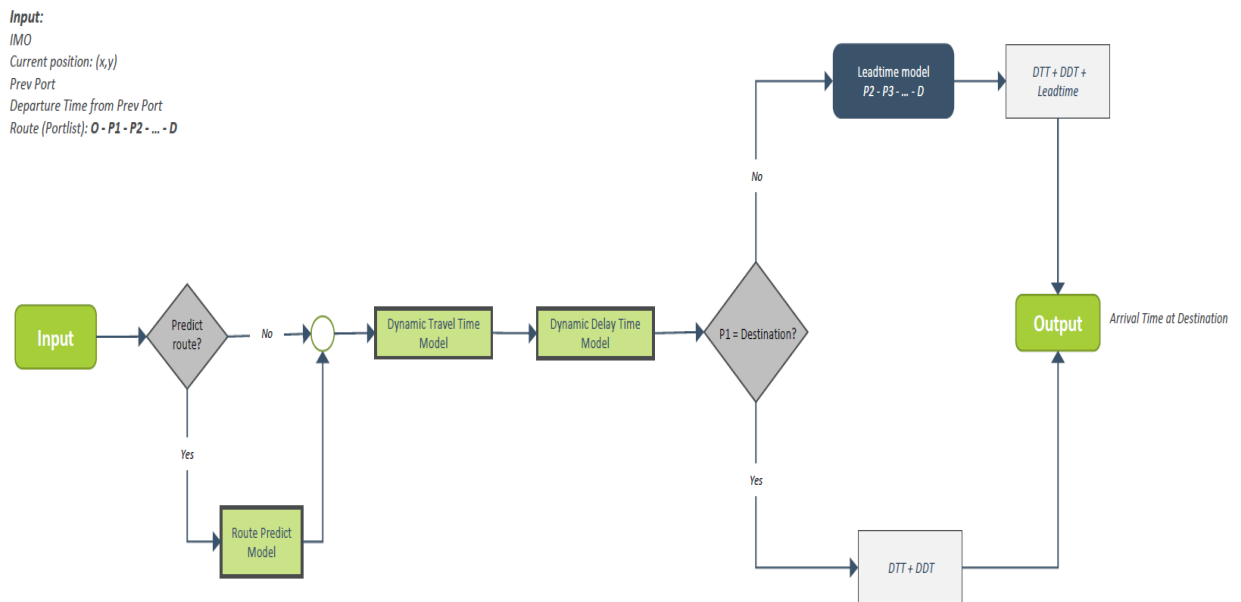 Input:
IMO
Current position: (x,y)
Prev Port
Departure Time from Prev Port
Route (Portlist): O - P1 - P2 - ... - D
Leadtime model
P2 - P3 - ... - D
DTT + DDT +
Leadtime
No
Input
Predict
route?
No
Dynamic Travel Time
Model
Dynamic Delay Time
Model
P1 = Destination?
Output
Arrival Time at Destination
Yes
Yes
Route Predict
Model
DTT + DDT